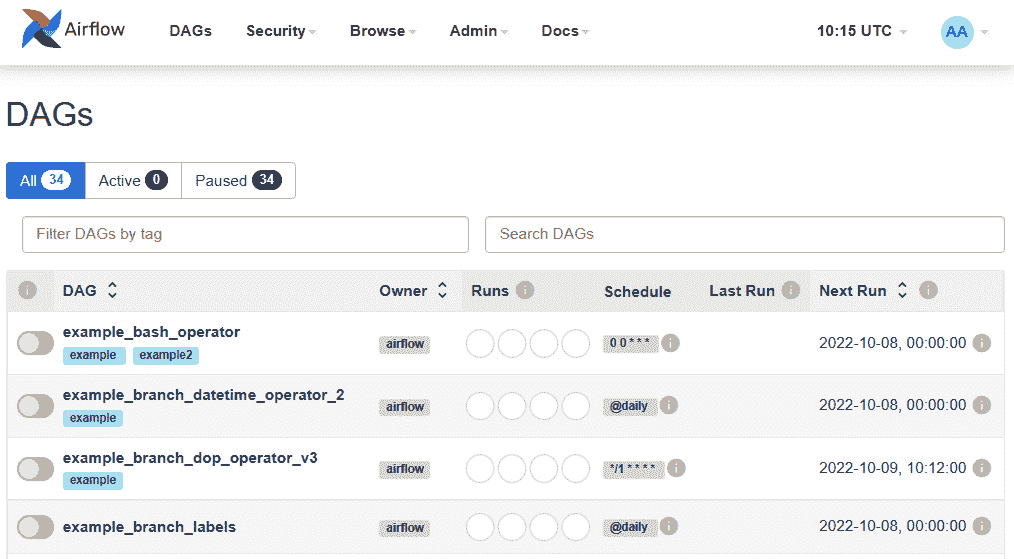 Airflow DAGs Security Browse Admin Docs 10:15 UTC AA
DAGs
All 34 Active 0 Paused 34
Filter DAGs by tag Search DAGs
i DAG Owner Runs i Schedule Last Run i Next Run i
example_bash_operator
example example2 airflow 0 0 * * * i 2022-10-08, 00:00:00 i
example_branch_datetime_operator_2
example airflow @daily i 2022-10-08, 00:00:00 i
example_branch_dop_operator_v3
example airflow */1 * * * * i 2022-10-09, 10:12:00 i
example_branch_labels airflow @daily i 2022-10-08, 00:00:00 i